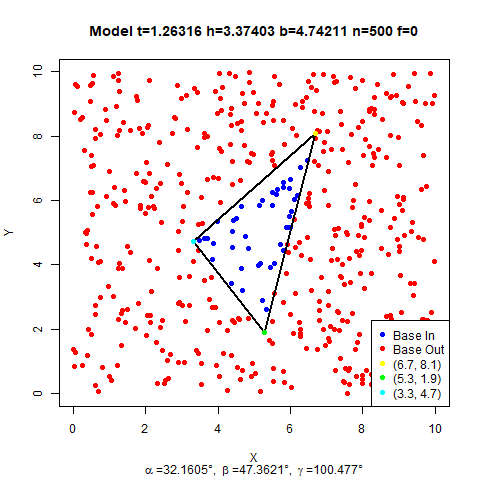 Model t=1.26316 h=3.37403 b=4.74211 n=500 f=0
10
8
6
4
2
0
Y
Base In
Base Out
(6.7, 8.1)
(5.3, 1.9)
(3.3, 4.7)
0 2 4 6 8 10
X
α=32.1605°, β=47.3621°, γ=100.477°